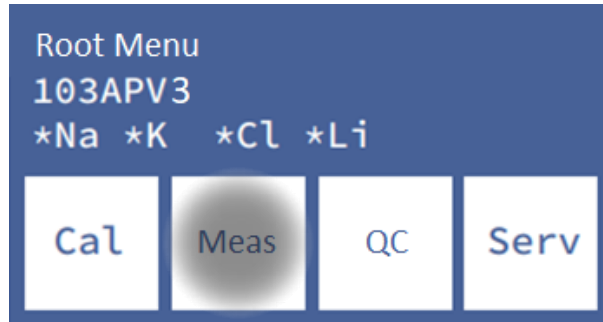 Root Menu
103APV3
*Na *K *Cl *Li
Cal Meas QC Serv